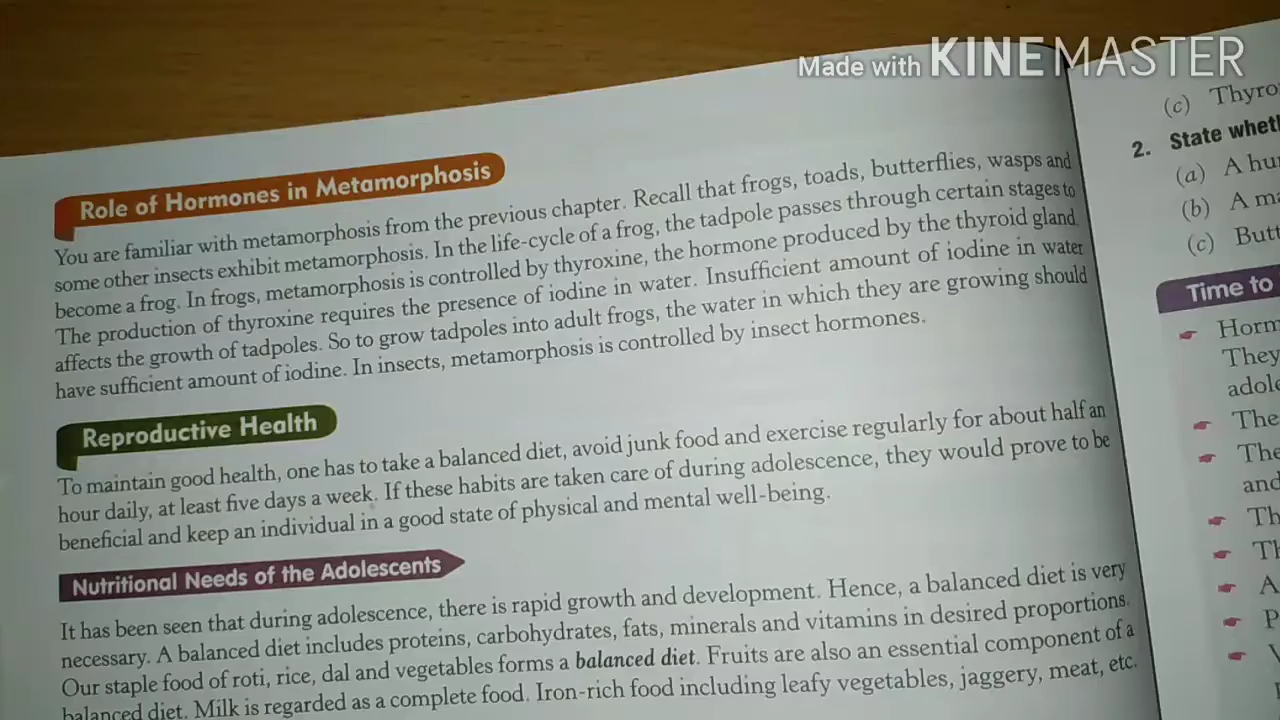 Made with KINEMASTER
Role of Hormones in Metamorphosis
You are familiar with metamorphosis from the previous chapter. Recall that frogs, toads, butterflies, wasps and
some other insects exhibit metamorphosis. In the life-cycle of a frog, the tadpole passes through certain stages to
become a frog. In frogs, metamorphosis is controlled by thyroxine, the hormone produced by the thyroid gland.
The production of thyroxine requires the presence of iodine in water. Insufficient amount of iodine in water
affects the growth of tadpoles. So to grow tadpoles into adult frogs, the water in which they are growing should
have sufficient amount of iodine. In insects, metamorphosis is controlled by insect hormones.
Reproductive Health
To maintain good health, one has to take a balanced diet, avoid junk food and exercise regularly for about half an
hour daily, at least five days a week. If these habits are taken care of during adolescence, they would prove to be
beneficial and keep an individual in a good state of physical and mental well-being.
Nutritional Needs of the Adolescents
It has been seen that during adolescence, there is rapid growth and development. Hence, a balanced diet is very
necessary. A balanced diet includes proteins, carbohydrates, fats, minerals and vitamins in desired proportions.
Our staple food of roti, rice, dal and vegetables forms a balanced diet. Fruits are also an essential component of a
balanced diet. Milk is regarded as a complete food. Iron-rich food including leafy vegetables, jaggery, meat, etc.
(c) Thyro
2. State wheth
(a) A hu
(b) A ma
(c) Butt
Time to
Horm
They
adole
The
The
and
Th
Th
A
P